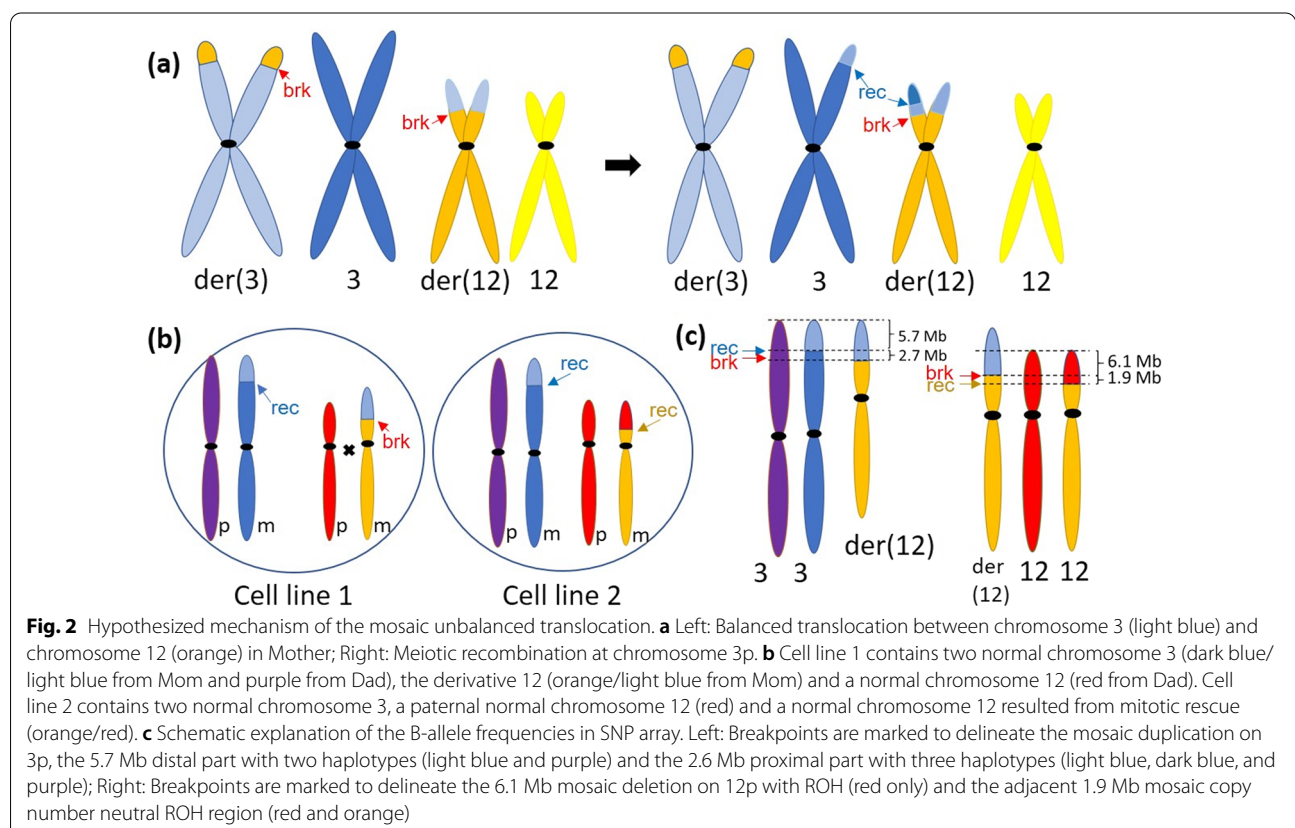 (a)
brk
brk
rec
brk
der(3)
3
der(12)
12
der(3)
3
der(12)
12
(b)
rec
brk
p
m
p
m
Cell line 1
rec
rec
p
m
p
m
Cell line 2
(c)
rec
brk
5.7 Mb
2.7 Mb
3
3
der(12)
brk
rec
6.1 Mb
1.9 Mb
der
(12)
12
12
Fig. 2 Hypothesized mechanism of the mosaic unbalanced translocation. a Left: Balanced translocation between chromosome 3 (light blue) and
chromosome 12 (orange) in Mother; Right: Meiotic recombination at chromosome 3p. b Cell line 1 contains two normal chromosome 3 (dark blue/
light blue from Mom and purple from Dad), the derivative 12 (orange/light blue from Mom) and a normal chromosome 12 (red from Dad). Cell
line 2 contains two normal chromosome 3, a paternal normal chromosome 12 (red) and a normal chromosome 12 resulted from mitotic rescue
(orange/red). c Schematic explanation of the B-allele frequencies in SNP array. Left: Breakpoints are marked to delineate the mosaic duplication on
3p, the 5.7 Mb distal part with two haplotypes (light blue and purple) and the 2.6 Mb proximal part with three haplotypes (light blue, dark blue, and
purple); Right: Breakpoints are marked to delineate the 6.1 Mb mosaic deletion on 12p with ROH (red only) and the adjacent 1.9 Mb mosaic copy
number neutral ROH region (red and orange)